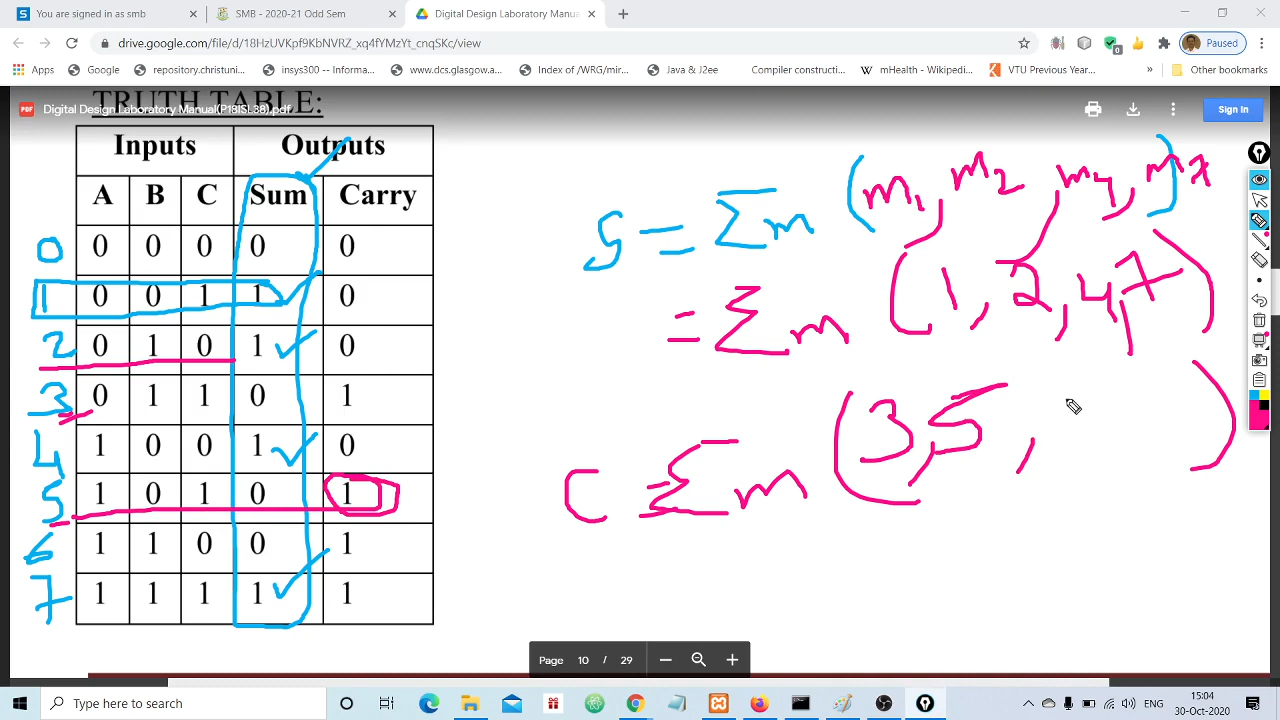 You are signed in as smb
SMB - 2020-21 Odd Sem
Digital Design Laboratory Manua
drive.google.com/file/d/18HzUVKpf9KbNVRZ_xq4fYMzYt_cnqSKc/view
Paused
Apps Google repository.christuni... Isays300 -- Informa... www.dcs.glasgow.ac... Index of /WRG/mir... Java & J2ee Compiler Constructi... mHealth - Wikipedi... VTU Previous Year... » Other bookmarks
TRUTH TABLE:
Digital Design Laboratory Manual(P18ISL38).pdf
Sign In
Inputs Outputs
A B C Sum Carry
0 0 0 0 0 0
1 0 0 1 1 0
2 0 1 0 1 0
3 0 1 1 0 1
4 1 0 0 1 0
5 1 0 1 0 1
6 1 1 0 0 1
7 1 1 1 1 1
S = Σm (m1, m2, m4, m7)
= Σm (1, 2, 4, 7)
C = Σm (3, 5, )
Page 10 / 29
Type here to search
ENG
15:04
30-Oct-2020